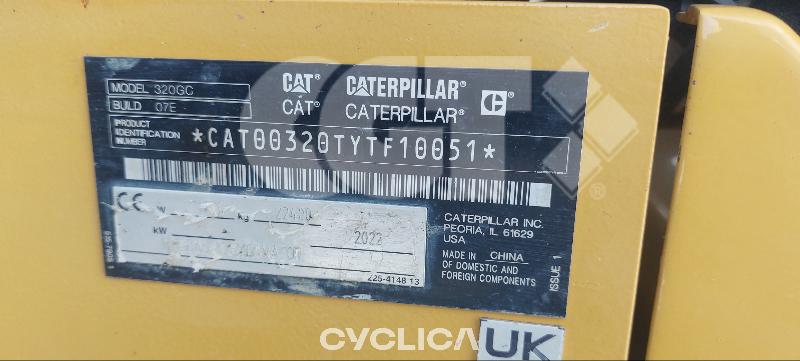 MODEL 320GC
BUILD 07E
CAT® CATERPILLAR®
CAT® CATERPILLAR® C
PRODUCT IDENTIFICATION NUMBER
*CAT00320TYTF10051*
CE W kg
kW 2022
225-4148 13
CATERPILLAR INC.
PEORIA, IL 61629
USA
MADE IN CHINA
OF DOMESTIC AND
FOREIGN COMPONENTS
ISSUE 1
CYCLICA
UK